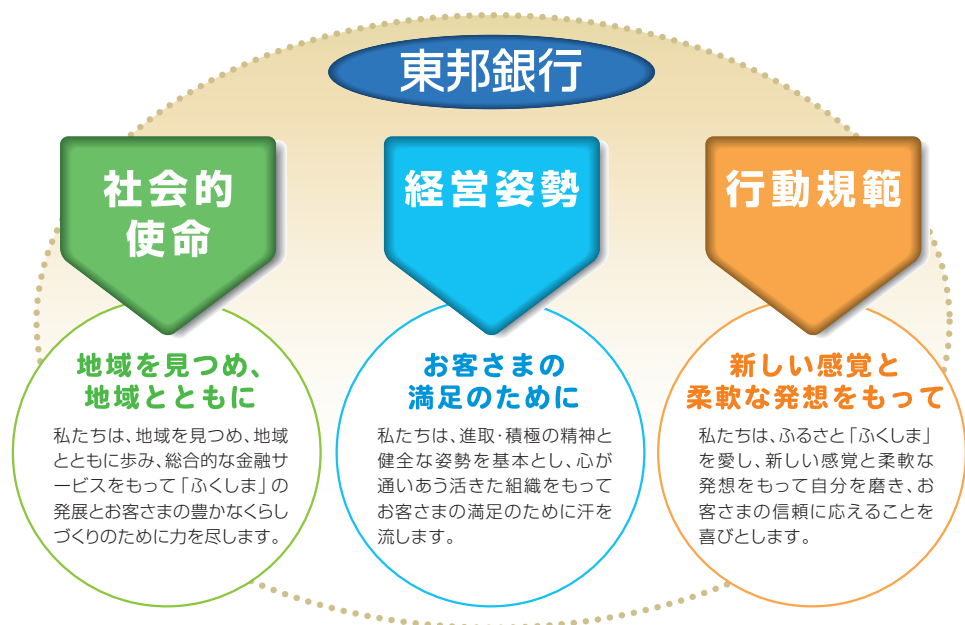 東邦銀行
社会的
使命
地域を見つめ、
地域とともに
私たちは、地域を見つめ、地域
とともに歩み、総合的な金融サ
ービスをもって「ふくしま」の
発展とお客さまの豊かなくらし
づくりのために力を尽します。
経営姿勢
お客さまの
満足のために
私たちは、進取・積極の精神と
健全な姿勢を基本とし、心が
通いあう活きた組織をもって
お客さまの満足のために汗を
流します。
行動規範
新しい感覚と
柔軟な発想をもって
私たちは、ふるさと「ふくしま」
を愛し、新しい感覚と柔軟な
発想をもって自分を磨き、お
客さまの信頼に応えることを
喜びとします。